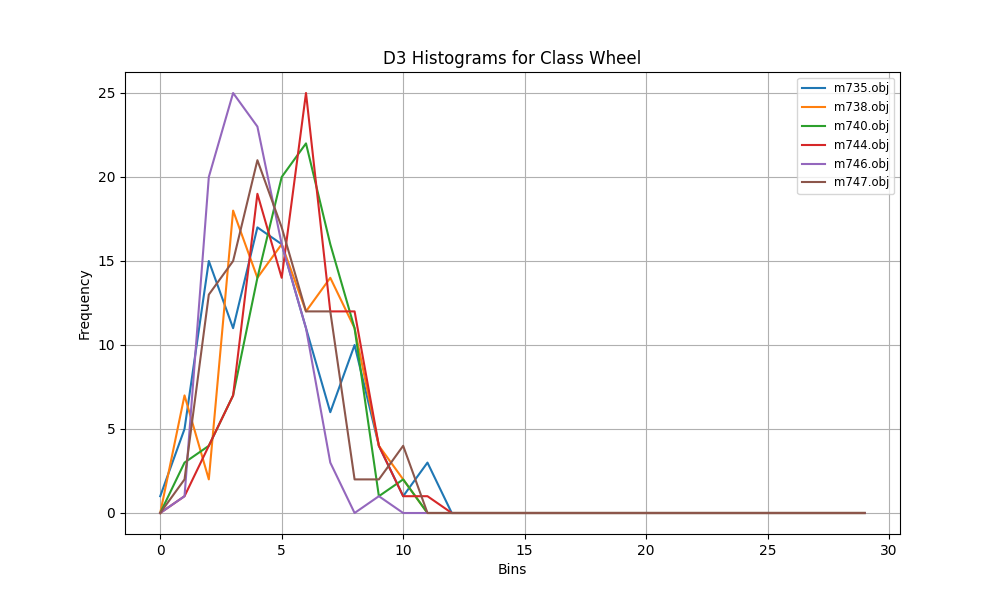 D3 Histograms for Class Wheel
m735.obj
m738.obj
m740.obj
m744.obj
m746.obj
m747.obj
Frequency
25
20
15
10
5
0
0 5 10 15 20 25 30
Bins